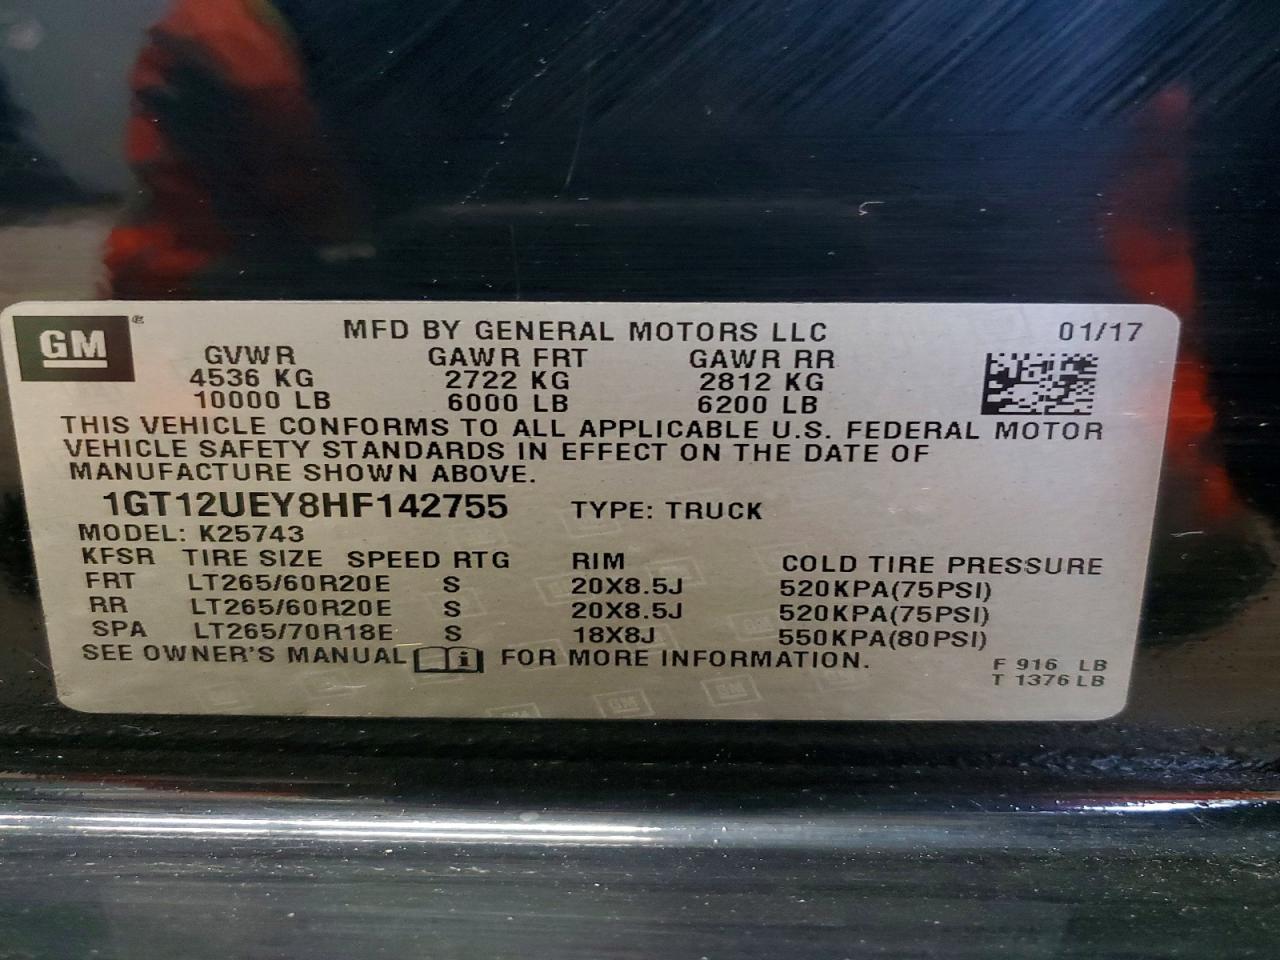 GM®
MFD BY GENERAL MOTORS LLC 01/17
GVWR GAWR FRT GAWR RR
4536 KG 2722 KG 2812 KG
10000 LB 6000 LB 6200 LB
THIS VEHICLE CONFORMS TO ALL APPLICABLE U.S. FEDERAL MOTOR
VEHICLE SAFETY STANDARDS IN EFFECT ON THE DATE OF
MANUFACTURE SHOWN ABOVE.
1GT12UEY8HF142755 TYPE: TRUCK
MODEL: K25743
KFSR TIRE SIZE SPEED RTG RIM COLD TIRE PRESSURE
FRT LT265/60R20E S 20X8.5J 520KPA(75PSI)
RR LT265/60R20E S 20X8.5J 520KPA(75PSI)
SPA LT265/70R18E S 18X8J 550KPA(80PSI)
SEE OWNER'S MANUAL i FOR MORE INFORMATION.
F 916 LB
T 1376 LB